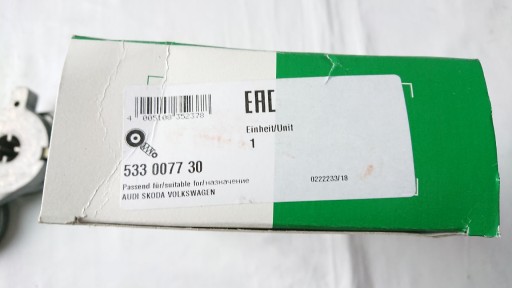 4 005108 352378
EAC
Einheit/Unit
1
533 0077 30
Passend für/suitable for/назначение
AUDI SKODA VOLKSWAGEN
0222233/18